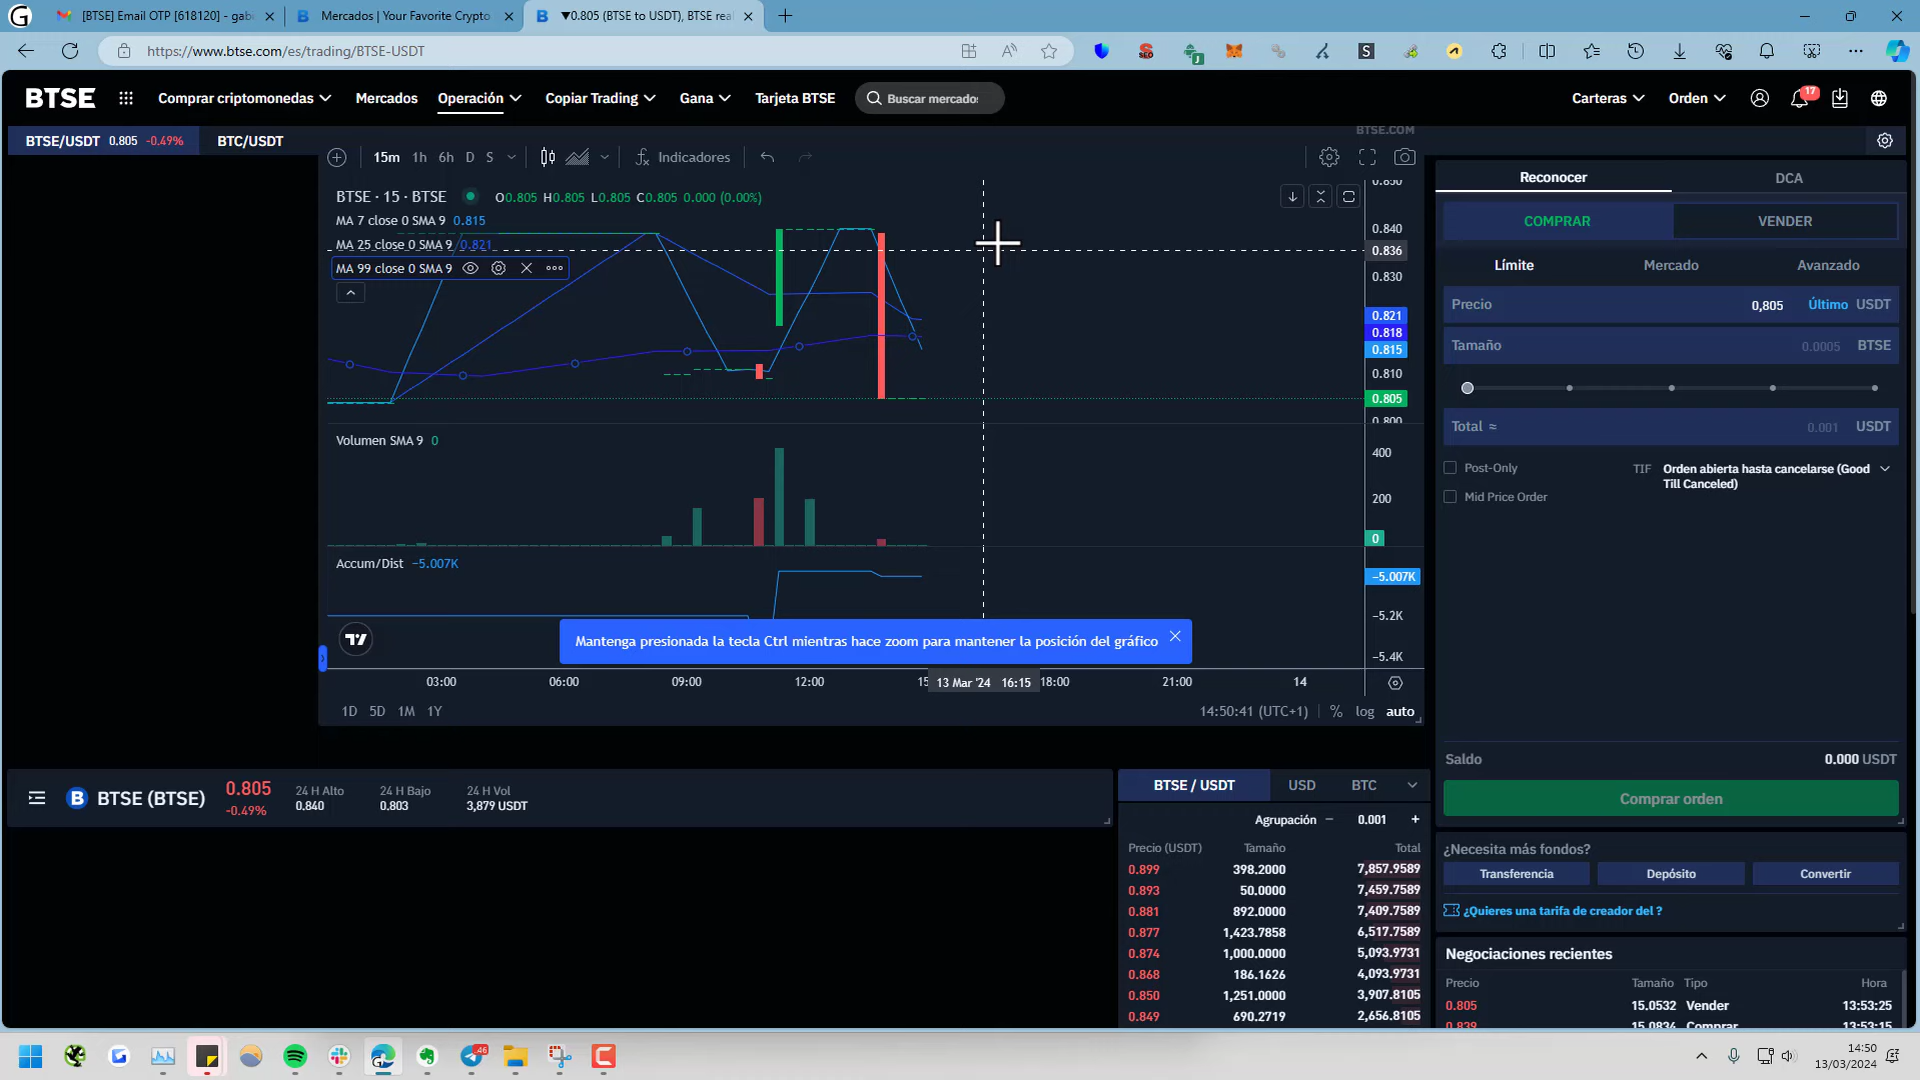 [BTSE] Email OTP [618120] - gab
Mercados | Your Favorite Crypto
▼0.805 (BTSE to USDT), BTSE rea
https://www.btse.com/es/trading/BTSE-USDT
BTSE
Comprar criptomonedas
Mercados
Operación
Copiar Trading
Gana
Tarjeta BTSE
Buscar mercado
Carteras
Orden
17
BTSE/USDT 0.805 -0.49%
BTC/USDT
BTSE.COM
15m 1h 6h D S
Indicadores
BTSE · 15 · BTSE
O0.805 H0.805 L0.805 C0.805 0.000 (0.00%)
MA 7 close 0 SMA 9 0.815
MA 25 close 0 SMA 9 0.821
MA 99 close 0 SMA 9
0.850
0.840
0.836
0.830
0.821
0.818
0.815
0.810
0.805
0.800
Volumen SMA 9 0
400
200
0
Accum/Dist −5.007K
−5.007K
−5.2K
−5.4K
Mantenga presionada la tecla Ctrl mientras hace zoom para mantener la posición del gráfico
03:00 06:00 09:00 12:00 15 13 Mar '24 16:15 18:00 21:00 14
1D 5D 1M 1Y
14:50:41 (UTC+1) % log auto
Reconocer
DCA
COMPRAR
VENDER
Límite
Mercado
Avanzado
Precio 0,805 Último USDT
Tamaño 0.0005 BTSE
Total ≈ 0.001 USDT
Post-Only
TIF Orden abierta hasta cancelarse (Good
Till Canceled)
Mid Price Order
Saldo 0.000 USDT
Comprar orden
¿Necesita más fondos?
Transferencia
Depósito
Convertir
¿Quieres una tarifa de creador del ?
Negociaciones recientes
Precio Tamaño Tipo Hora
0.805 15.0532 Vender 13:53:25
0.839 15.0834 Comprar 13:53:15
B BTSE (BTSE)
0.805
-0.49%
24 H Alto
0.840
24 H Bajo
0.803
24 H Vol
3,879 USDT
BTSE / USDT
USD
BTC
Agrupación − 0.001 +
Precio (USDT) Tamaño Total
0.899 398.2000 7,857.9589
0.893 50.0000 7,459.7589
0.881 892.0000 7,409.7589
0.877 1,423.7858 6,517.7589
0.874 1,000.0000 5,093.9731
0.868 186.1626 4,093.9731
0.850 1,251.0000 3,907.8105
0.849 690.2719 2,656.8105
14:50
13/03/2024